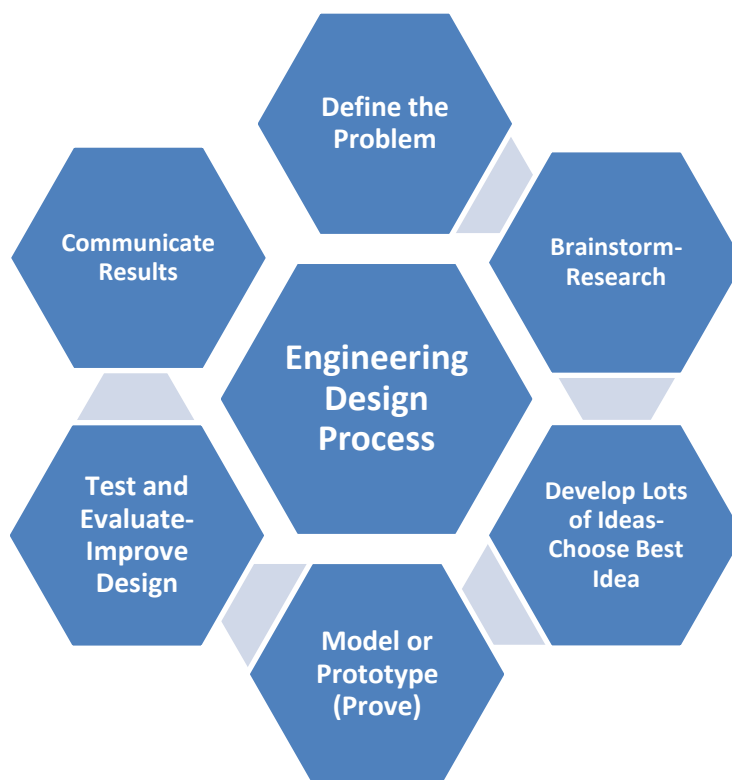 Define the
Problem
Brainstorm-
Research
Develop Lots
of Ideas-
Choose Best
Idea
Model or
Prototype
(Prove)
Test and
Evaluate-
Improve
Design
Communicate
Results
Engineering
Design
Process